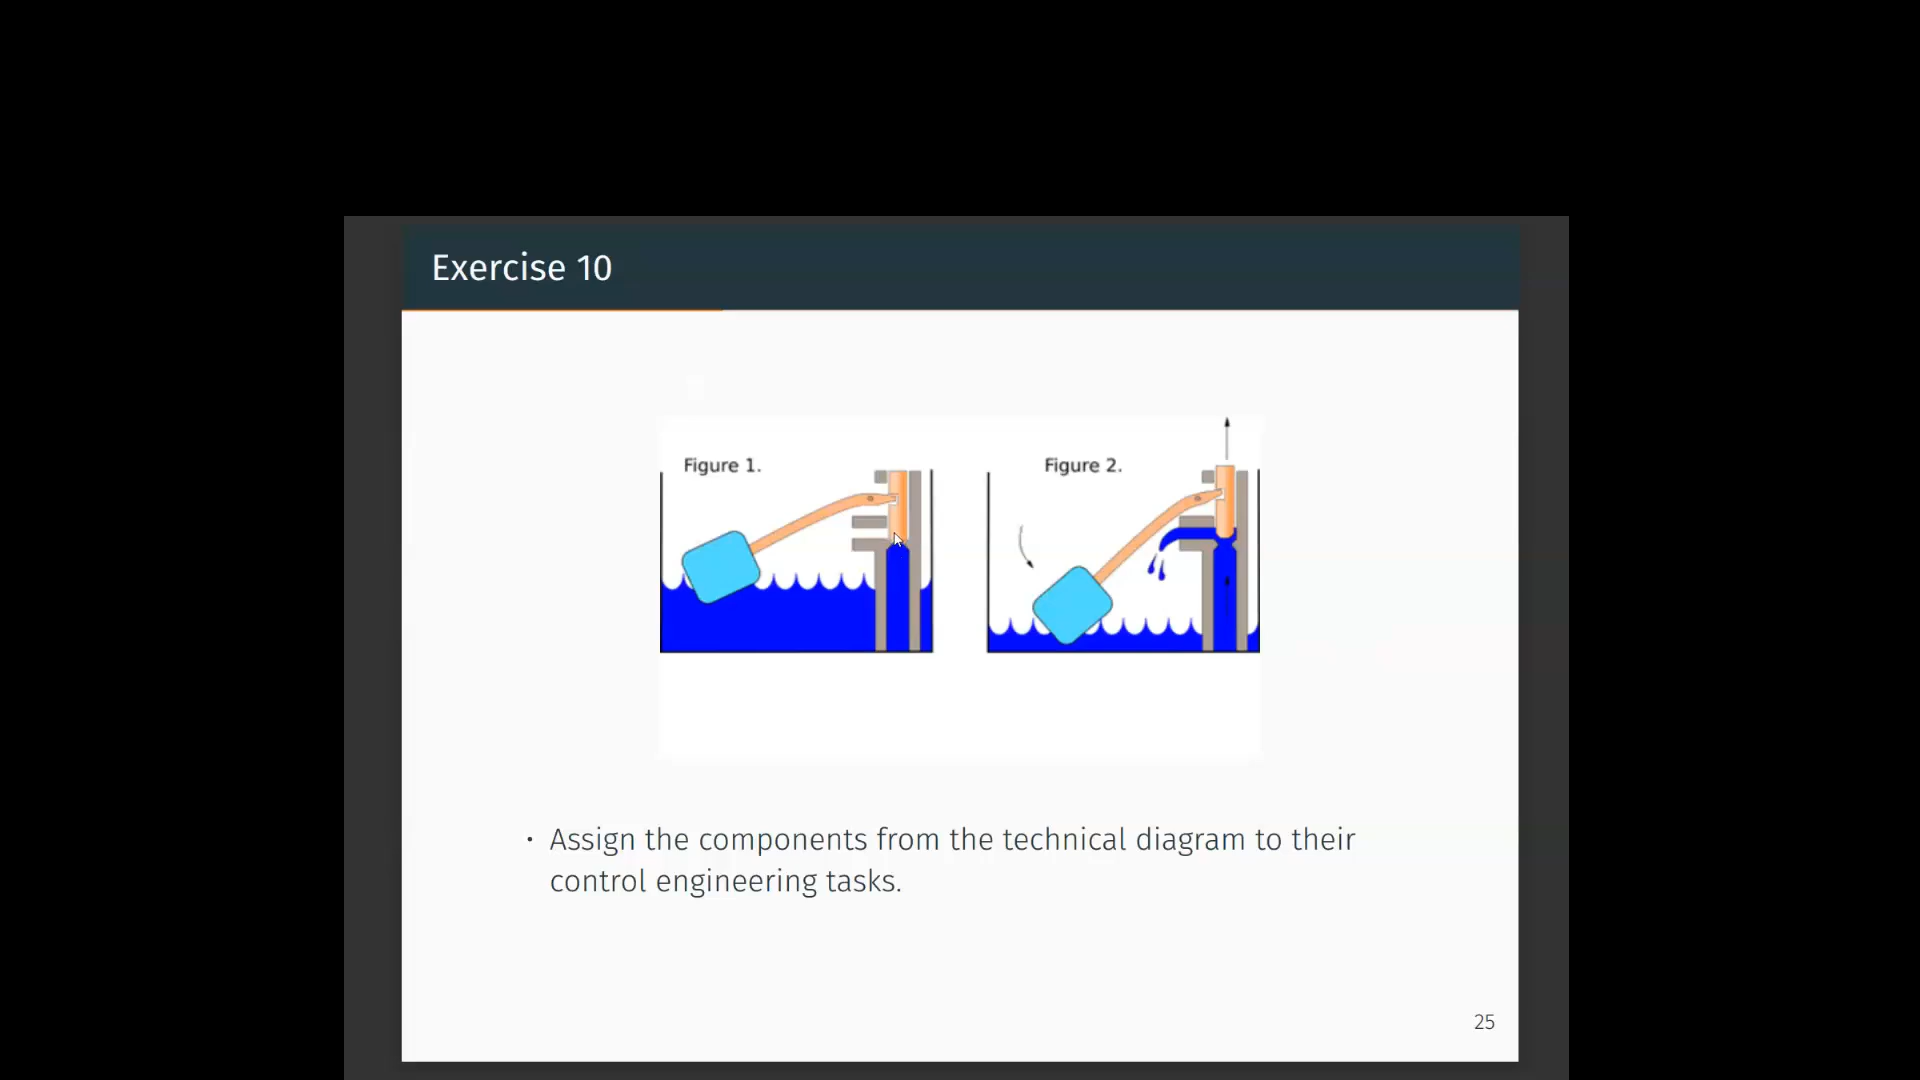 Exercise 10
Figure 1.
Figure 2.
• Assign the components from the technical diagram to their
control engineering tasks.
25